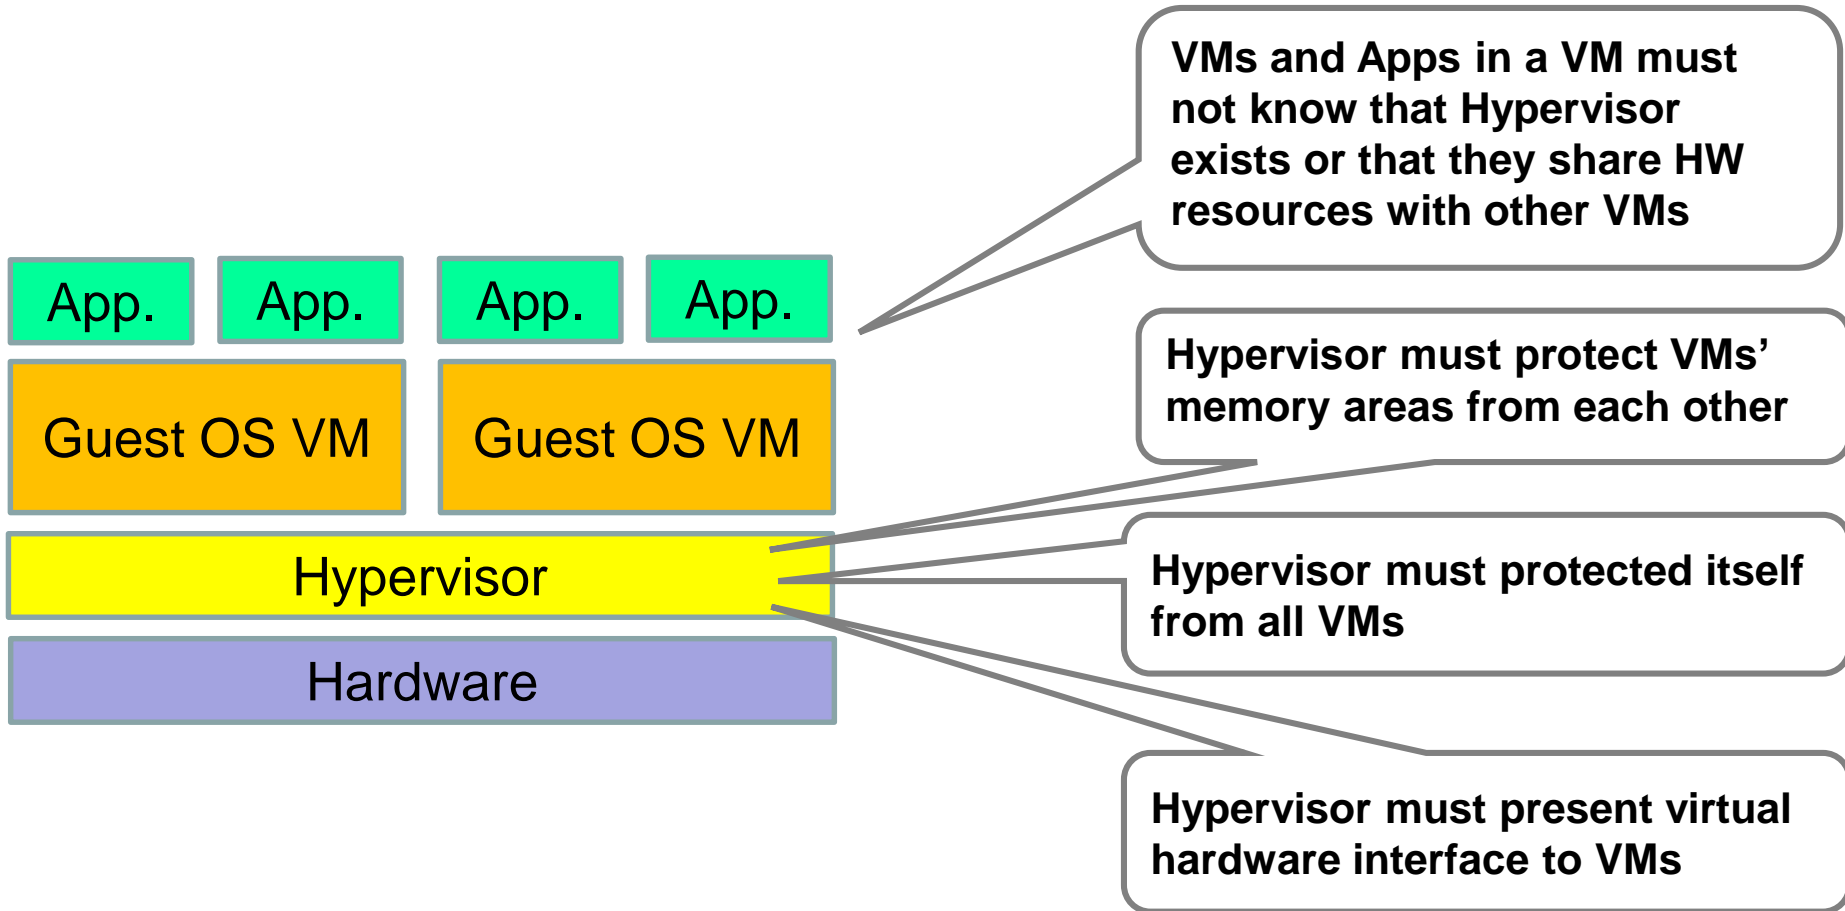 VMs and Apps in a VM must
not know that Hypervisor
exists or that they share HW
resources with other VMs
App.
App.
App.
App.
Hypervisor must protect VMs’
memory areas from each other
Guest OS VM
Guest OS VM
Hypervisor
Hypervisor must protected itself
from all VMs
Hardware
Hypervisor must present virtual
hardware interface to VMs